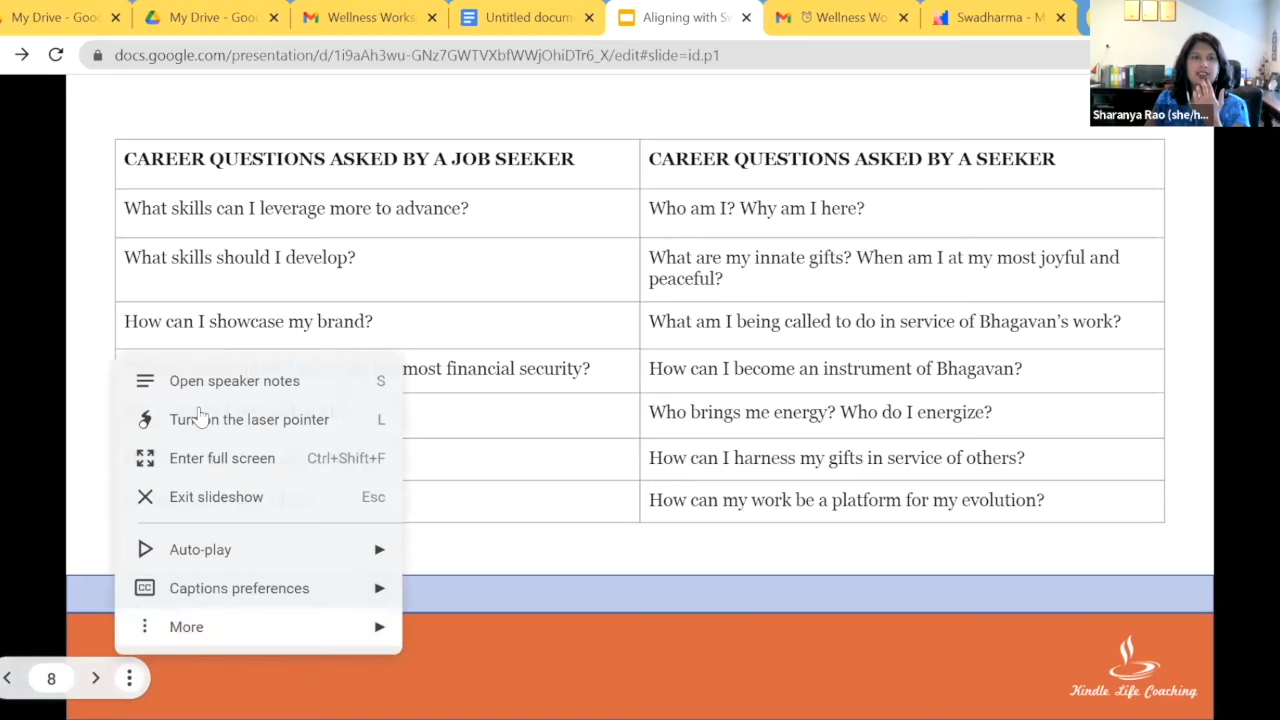 My Drive - Goo
My Drive - Goo
Wellness Works
Untitled docum
Aligning with Sw
Wellness Wo
Swadharma - M
docs.google.com/presentation/d/1i9aAh3wu-GNz7GWTVXbWWjOhiDTr6_X/edit#slide=id.p1
Sharanya Rao (she/h...
CAREER QUESTIONS ASKED BY A JOB SEEKER
CAREER QUESTIONS ASKED BY A SEEKER
What skills can I leverage more to advance?
Who am I? Why am I here?
What skills should I develop?
What are my innate gifts? When am I at my most joyful and
peaceful?
How can I showcase my brand?
What am I being called to do in service of Bhagavan's work?
most financial security?
How can I become an instrument of Bhagavan?
Who brings me energy? Who do I energize?
How can I harness my gifts in service of others?
How can my work be a platform for my evolution?
Open speaker notes S
Turn on the laser pointer L
Enter full screen Ctrl+Shift+F
Exit slideshow Esc
Auto-play
CC Captions preferences
More
8
Kindle Life Coaching